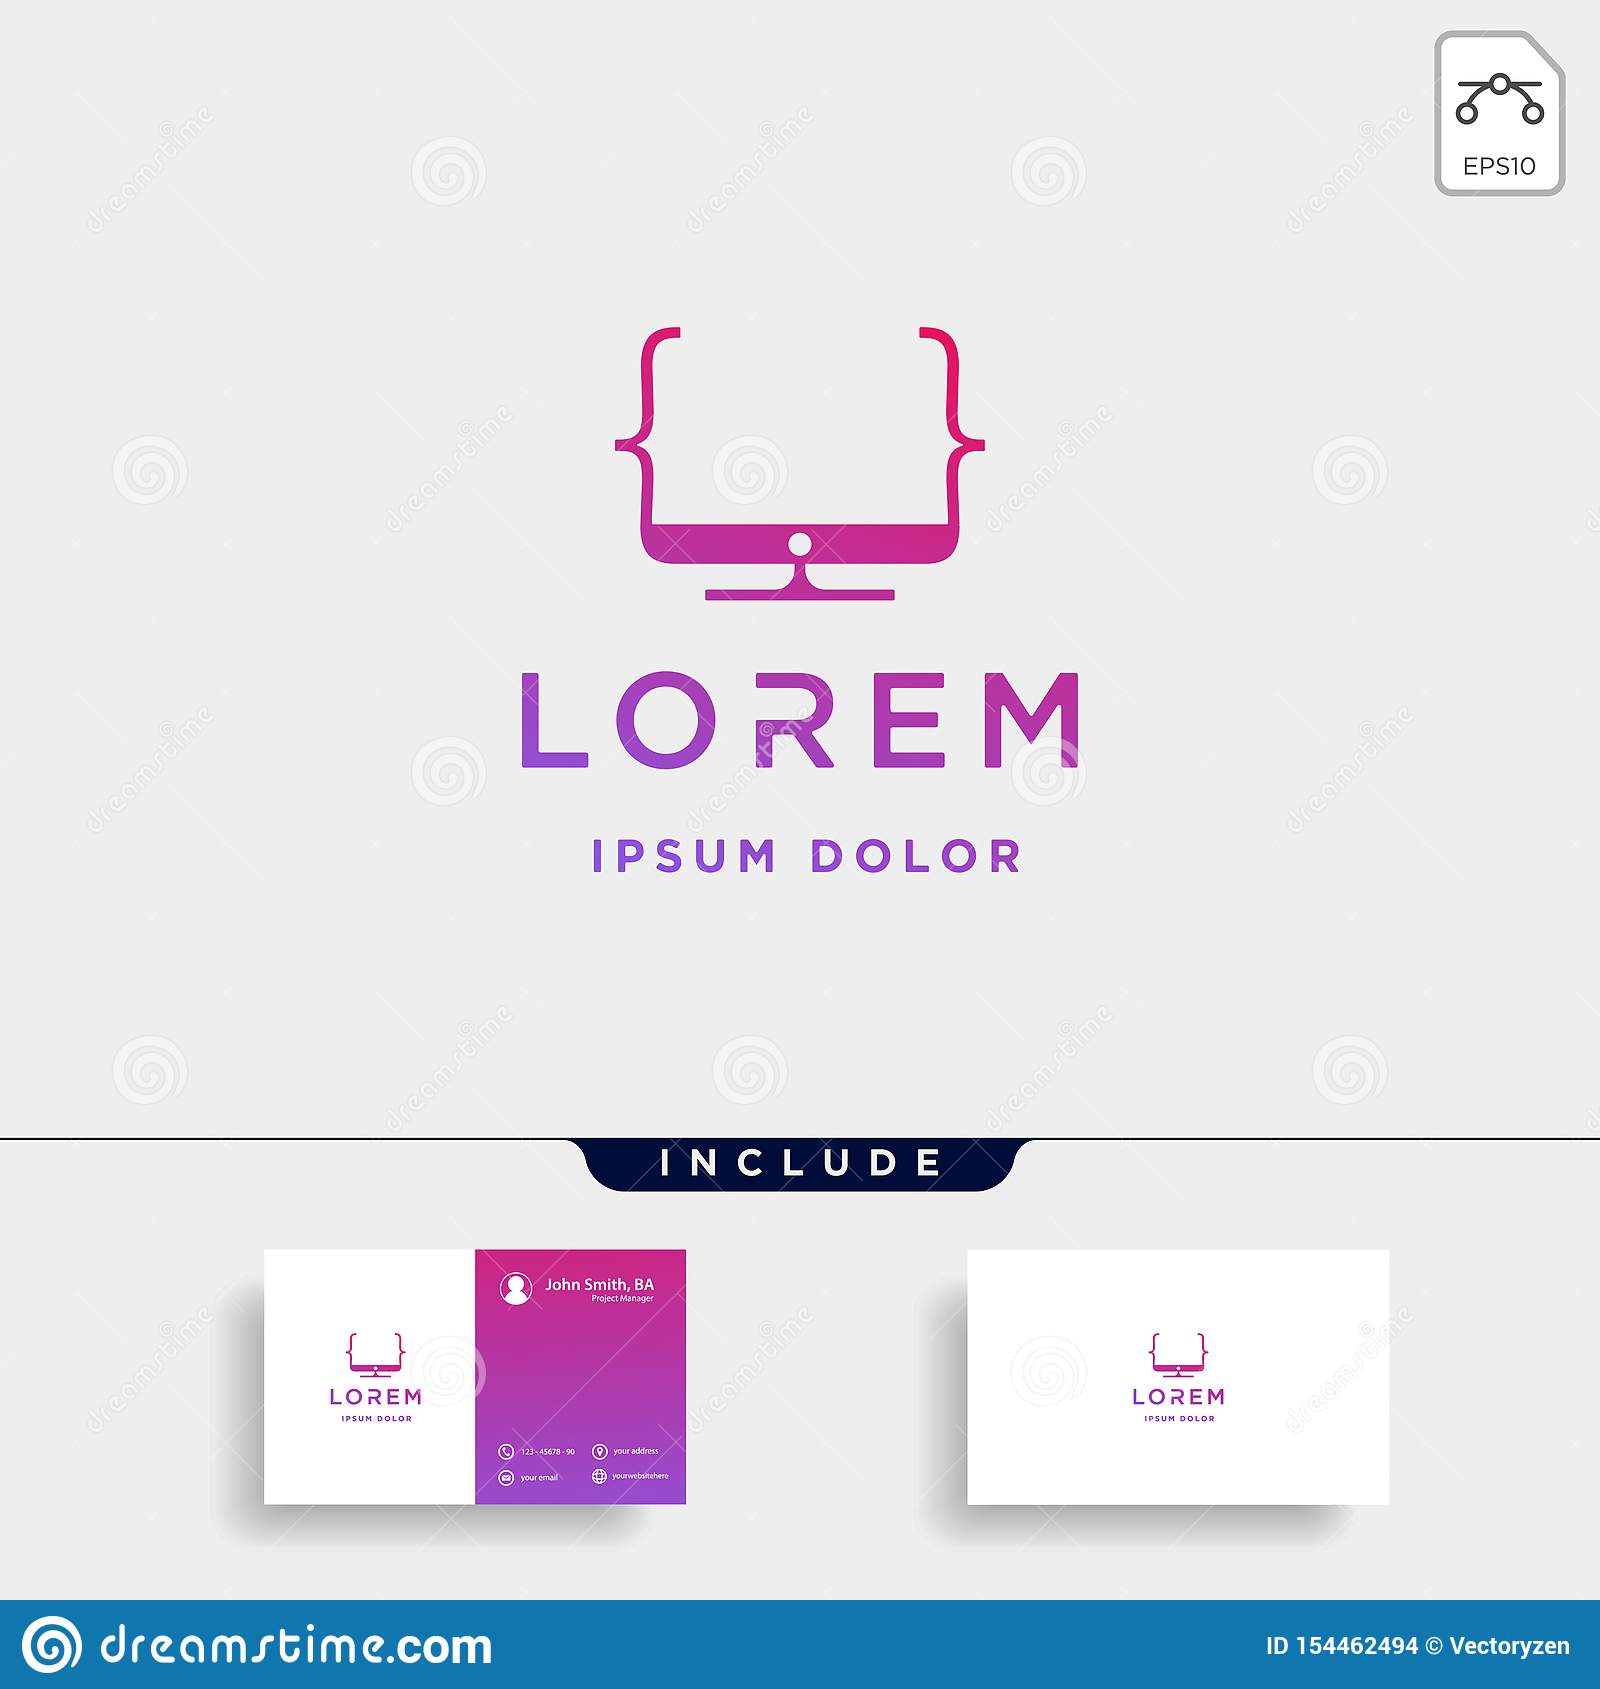 EPS10
LOREM
IPSUM DOLOR
INCLUDE
John Smith, BA
Project Manager
LOREM
IPSUM DOLOR
123 - 45678 - 90
your address
your email
yourwebsitehere
LOREM
IPSUM DOLOR
dreamstime.com
ID 154462494 © Vectoryzen